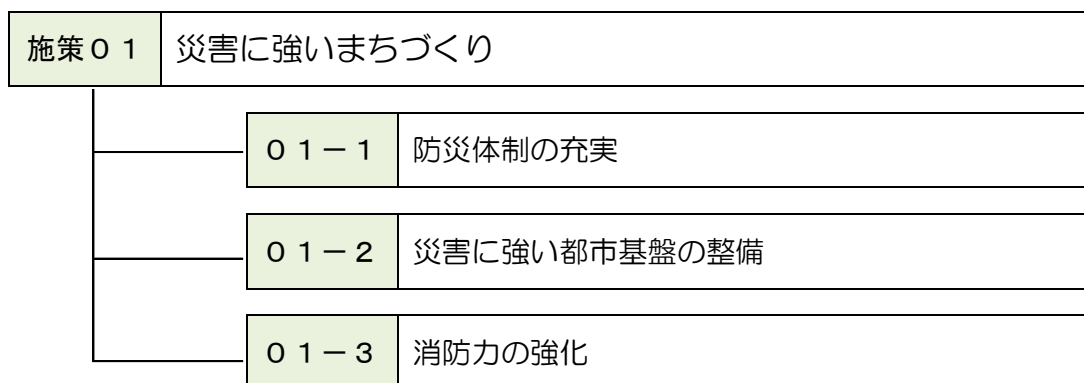 施策01 災害に強いまちづくり
01-1 防災体制の充実
01-2 災害に強い都市基盤の整備
01-3 消防力の強化